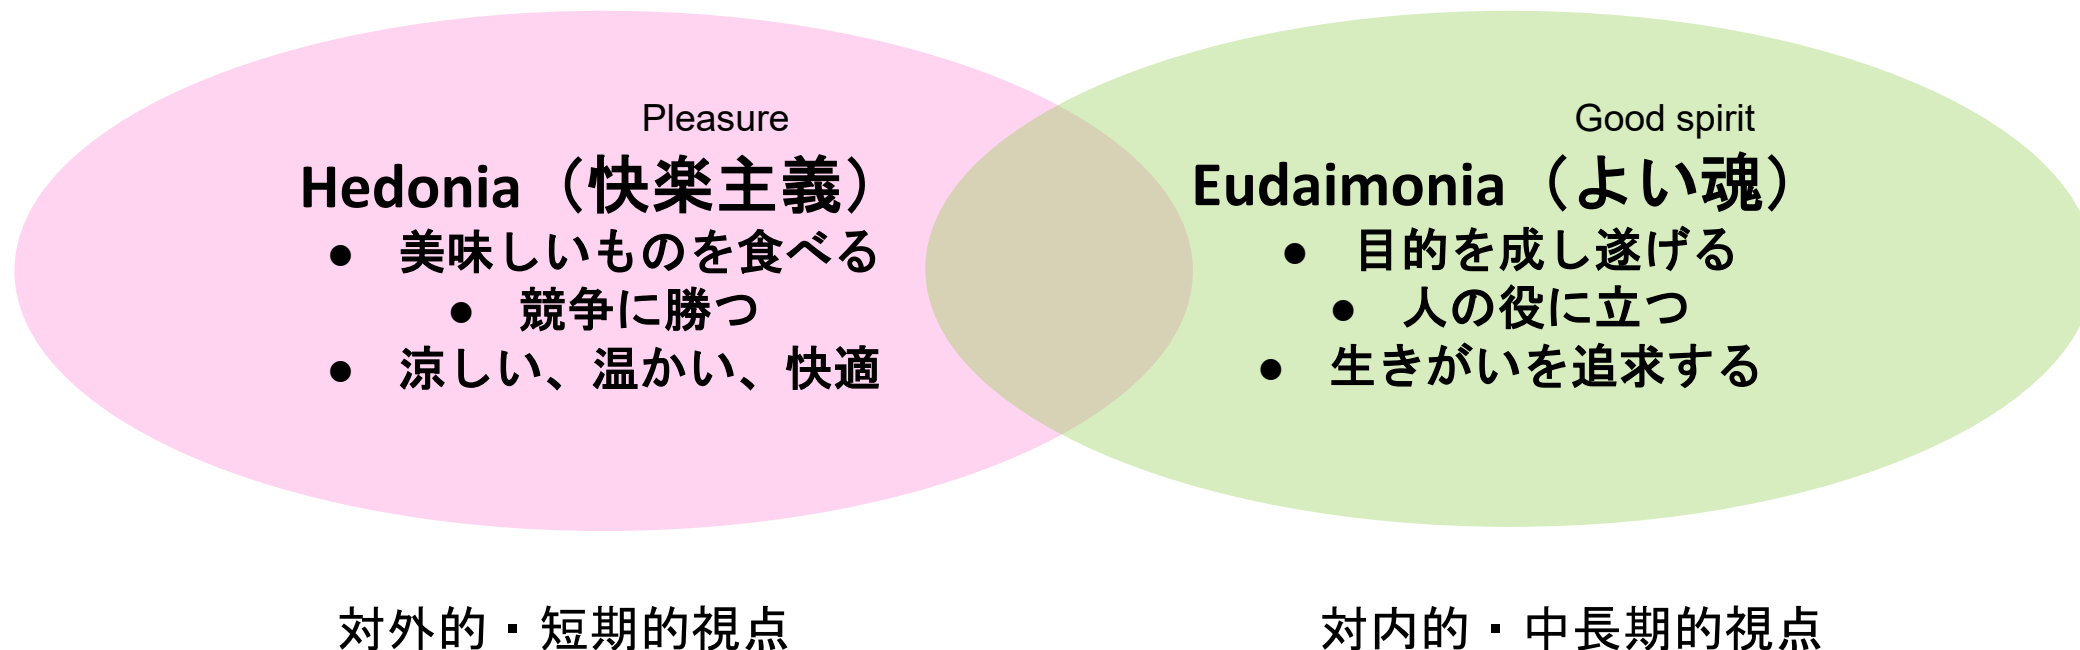 Pleasure
Hedonia（快楽主義）
● 美味しいものを食べる
● 競争に勝つ
● 涼しい、温かい、快適
Good spirit
Eudaimonia（よい魂）
● 目的を成し遂げる
● 人の役に立つ
● 生きがいを追求する
対外的・短期的視点
対内的・中長期的視点